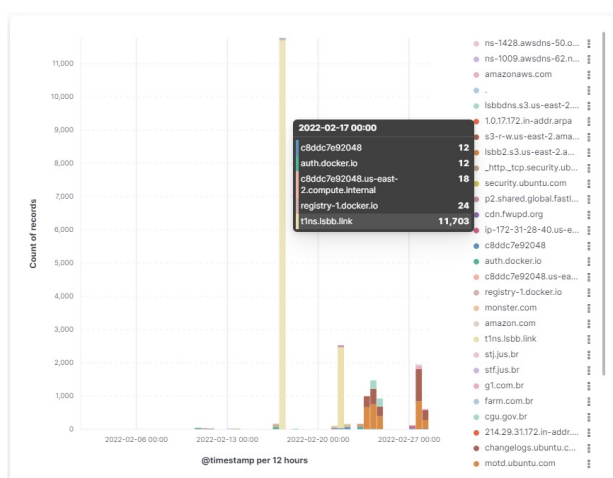 11,000
10,000
9,000
8,000
7,000
6,000
5,000
4,000
3,000
2,000
1,000
0
Count of records
2022-02-06 00:00
2022-02-13 00:00
2022-02-20 00:00
2022-02-27 00:00
@timestamp per 12 hours
2022-02-17 00:00
c8ddc7e92048 12
auth.docker.io 12
c8ddc7e92048.us-east-
2.compute.internal 18
registry-1.docker.io 24
t1ns.lsbb.link 11,703
ns-1428.awsdns-50.o...
ns-1009.awsdns-62.n...
amazonaws.com
.
lsbbdns.s3.us-east-2....
1.0.17.172.in-addr.arpa
s3-r-w.us-east-2.ama...
lsbb2.s3.us-east-2.a...
_http._tcp.security.ub...
security.ubuntu.com
p2.shared.global.fastl...
cdn.fwupd.org
ip-172-31-28-40.us-e...
c8ddc7e92048
auth.docker.io
c8ddc7e92048.us-ea...
registry-1.docker.io
monster.com
amazon.com
t1ns.lsbb.link
stj.jus.br
stf.jus.br
g1.com.br
farm.com.br
cgu.gov.br
214.29.31.172.in-addr....
changelogs.ubuntu.c...
motd.ubuntu.com